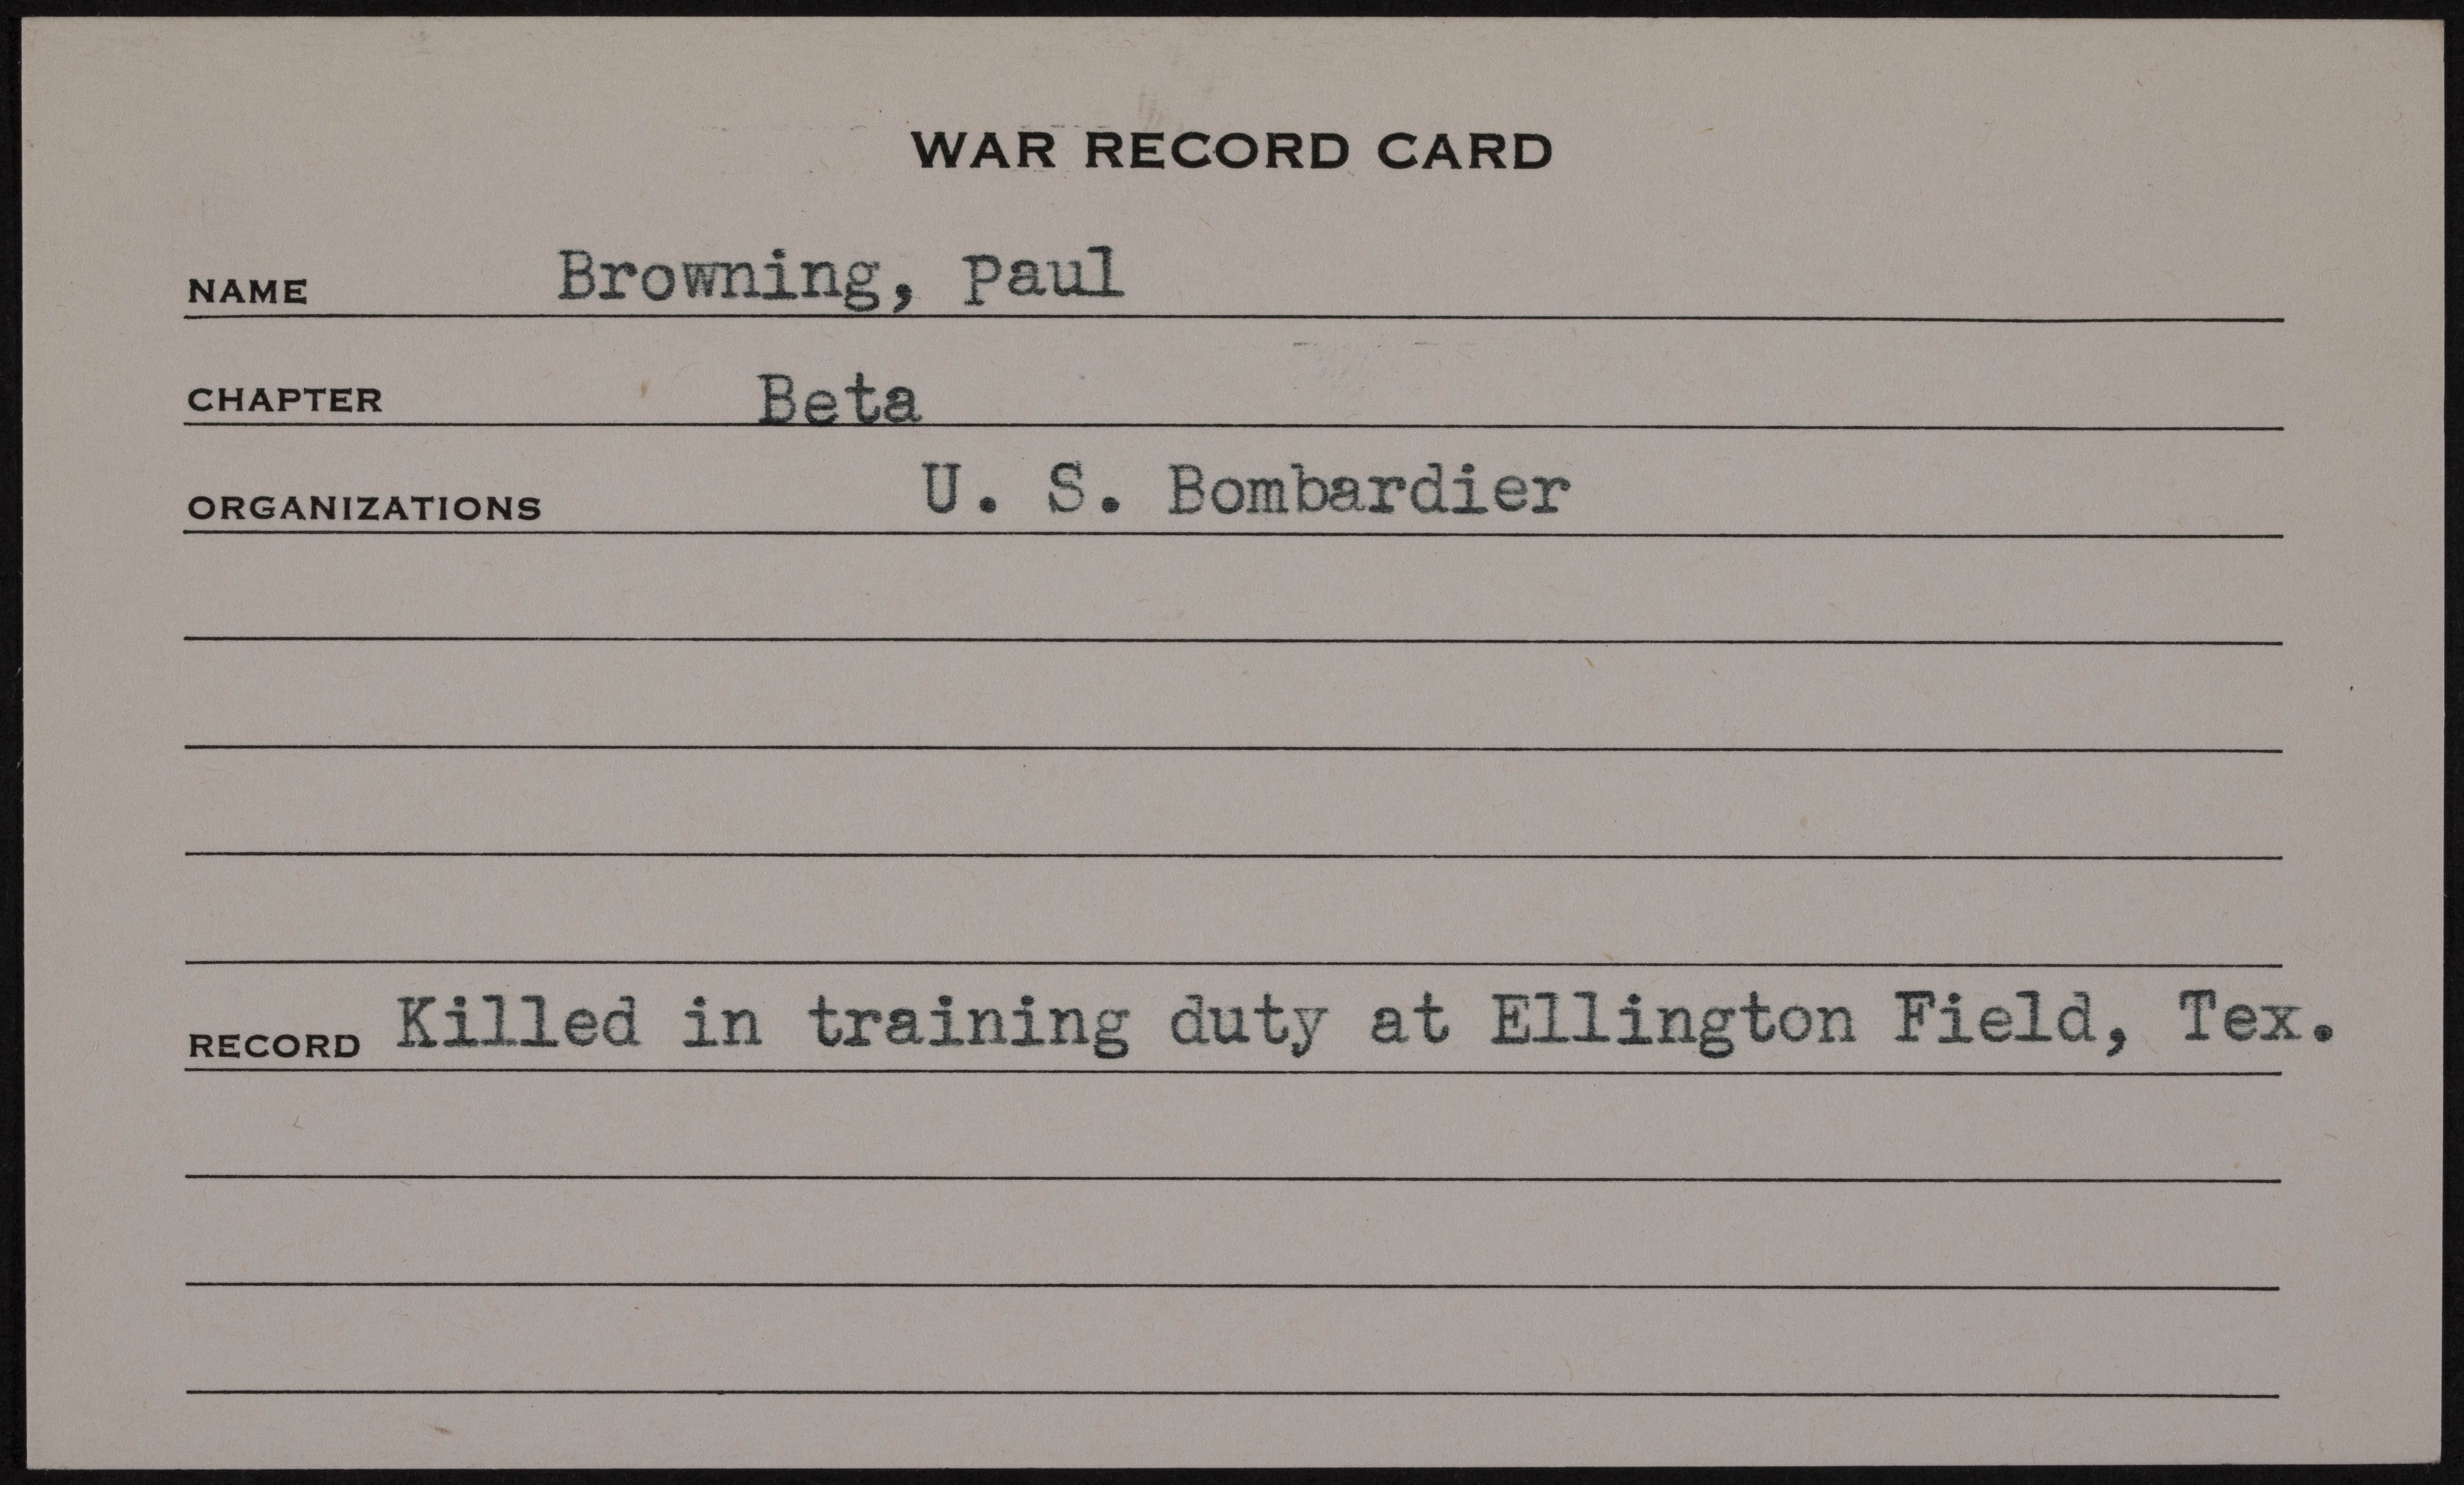 WAR RECORD CARD
NAME Browning, Paul
CHAPTER Beta
ORGANIZATIONS U. S. Bombardier
RECORD Killed in training duty at Ellington Field, Tex.